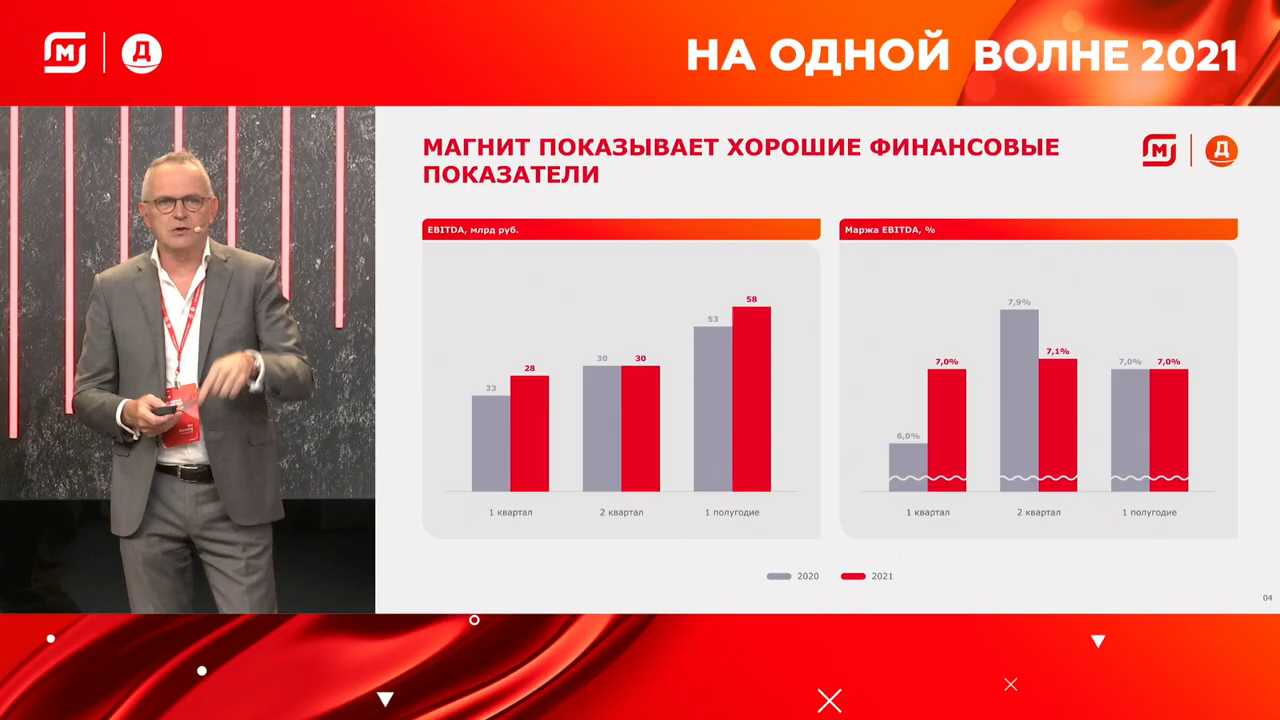 М
Д
НА ОДНОЙ ВОЛНЕ 2021
МАГНИТ ПОКАЗЫВАЕТ ХОРОШИЕ ФИНАНСОВЫЕ
ПОКАЗАТЕЛИ
М
Д
EBITDA, млрд руб.
23
28
30
30
53
58
1 квартал
2 квартал
1 полугодие
Маржа EBITDA, %
6,0%
7,0%
7,9%
7,1%
7,0%
7,0%
1 квартал
2 квартал
1 полугодие
2020
2021
04